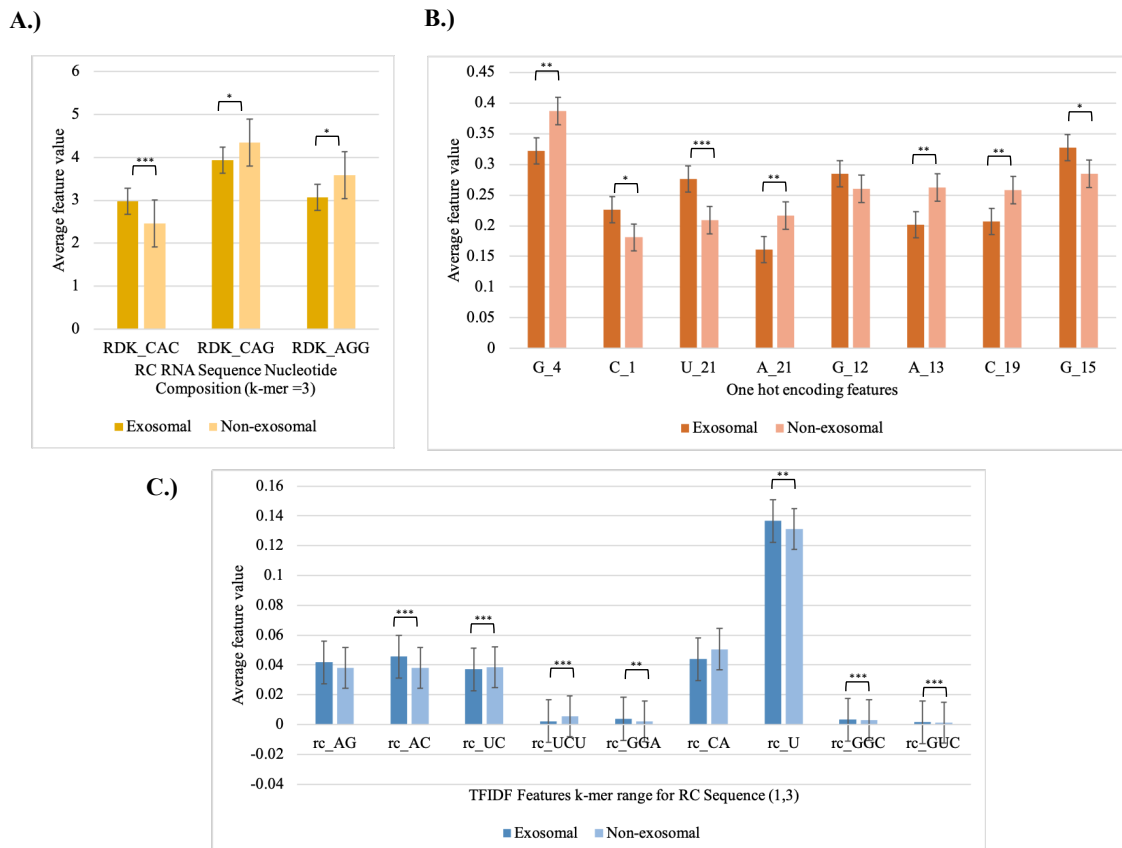 A.)
6
5
4
3
2
1
0
Average feature value
***
*
*
RDK_CAC RDK_CAG RDK_AGG
RC RNA Sequence Nucleotide
Composition (k-mer =3)
Exosomal Non-exosomal
B.)
0.45
0.4
0.35
0.3
0.25
0.2
0.15
0.1
0.05
0
Average feature value
**
*
***
**
**
**
*
G_4 C_1 U_21 A_21 G_12 A_13 C_19 G_15
One hot encoding features
Exosomal Non-exosomal
C.)
0.16
0.14
0.12
0.1
0.08
0.06
0.04
0.02
0
-0.02
-0.04
Average feature value
***
***
***
**
**
***
***
rc_AG rc_AC rc_UC rc_UCU rc_GGA rc_CA rc_U rc_GGC rc_GUC
TFIDF Features k-mer range for RC Sequence (1,3)
Exosomal Non-exosomal